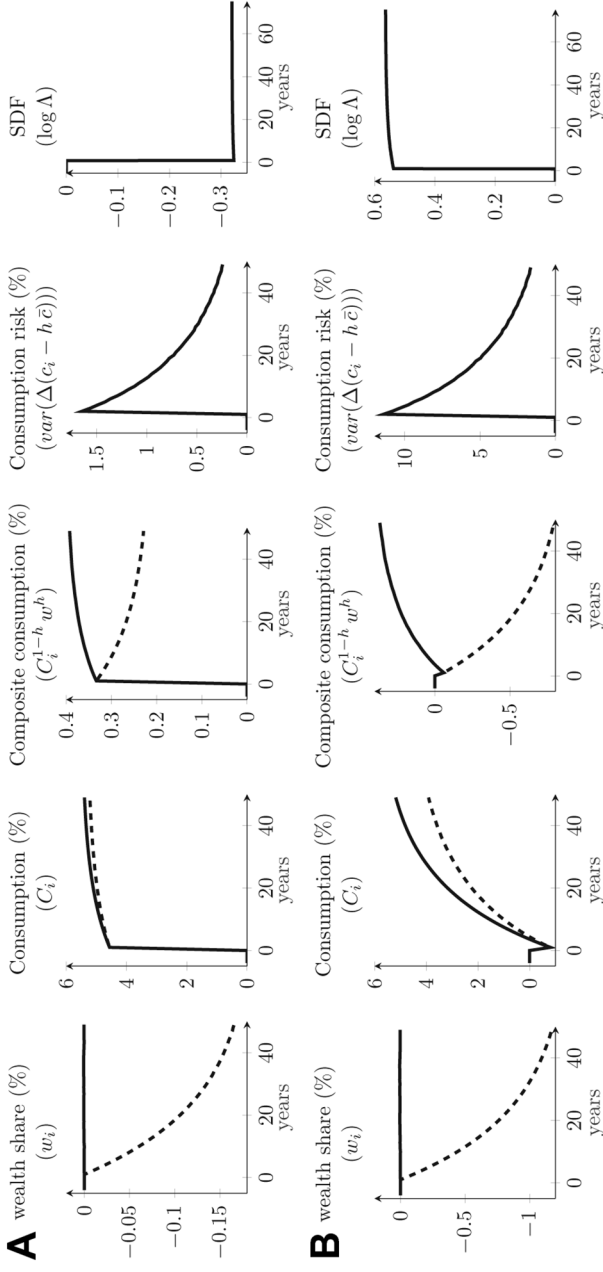 A
wealth share (%)
(w_i)
0
−0.05
−0.1
−0.15
0 20 40
years
Consumption (%)
(C_i)
6
4
2
0
0 20 40
years
Composite consumption (%)
(C_i^{1−h} w^h)
0.4
0.3
0.2
0.1
0
0 20 40
years
Consumption risk (%)
(var(Δ(c_i − h c̄)))
1.5
1
0.5
0
0 20 40
years
SDF
(log Λ)
0
−0.1
−0.2
−0.3
0 20 40 60
years
B
wealth share (%)
(w_i)
0
−0.5
−1
0 20 40
years
Consumption (%)
(C_i)
6
4
2
0
0 20 40
years
Composite consumption (%)
(C_i^{1−h} w^h)
0
−0.5
0 20 40
years
Consumption risk (%)
(var(Δ(c_i − h c̄)))
10
5
0
0 20 40
years
SDF
(log Λ)
0.6
0.4
0.2
0
0 20 40 60
years